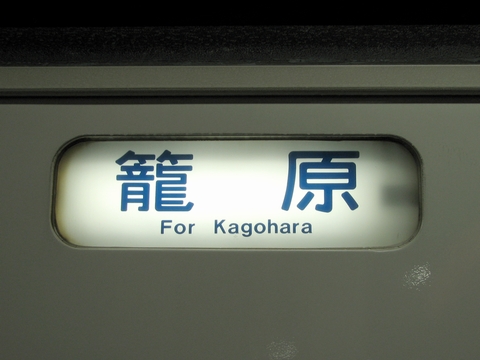 籠原
For Kagohara